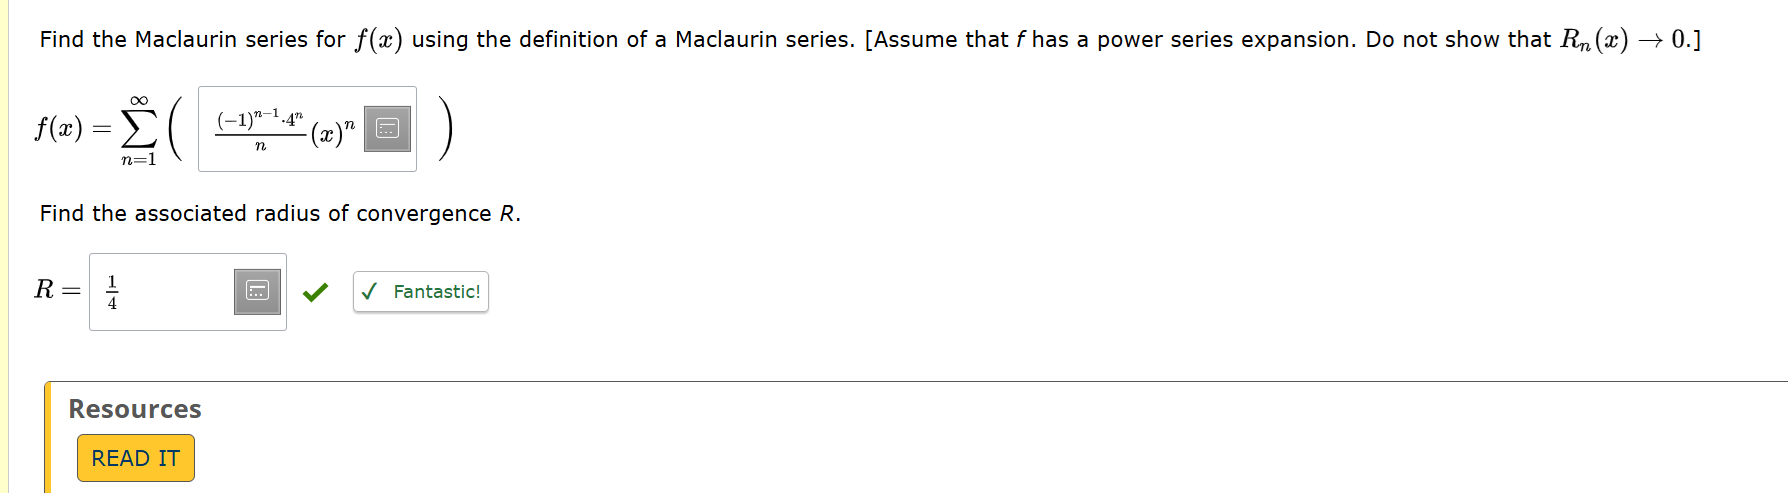 Find the Maclaurin series for f(x) using the definition of a Maclaurin series. [Assume that f has a power series expansion. Do not show that Rₙ(x) → 0.]
f(x) = ∑_{n=1}^{∞} ( \frac{(−1)^{n−1}·4^n}{n} (x)^n )
Find the associated radius of convergence R.
R = \frac{1}{4} ✓ ✓ Fantastic!
Resources
READ IT